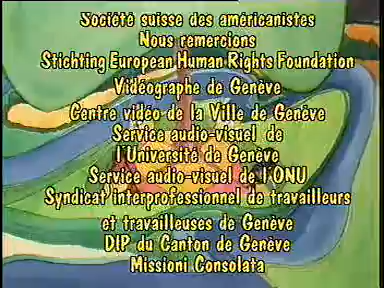 Société suisse des américanistes
Nous remercions
Stichting European Human Rights Foundation
Vidéographe de Genève
Centre vidéo de la Ville de Genève
Service audio-visuel de
l'Université de Genève
Service audio-visuel de l'ONU
Syndicat interprofessionnel de travailleurs
et travailleuses de Genève
DIP du Canton de Genève
Missioni Consolata